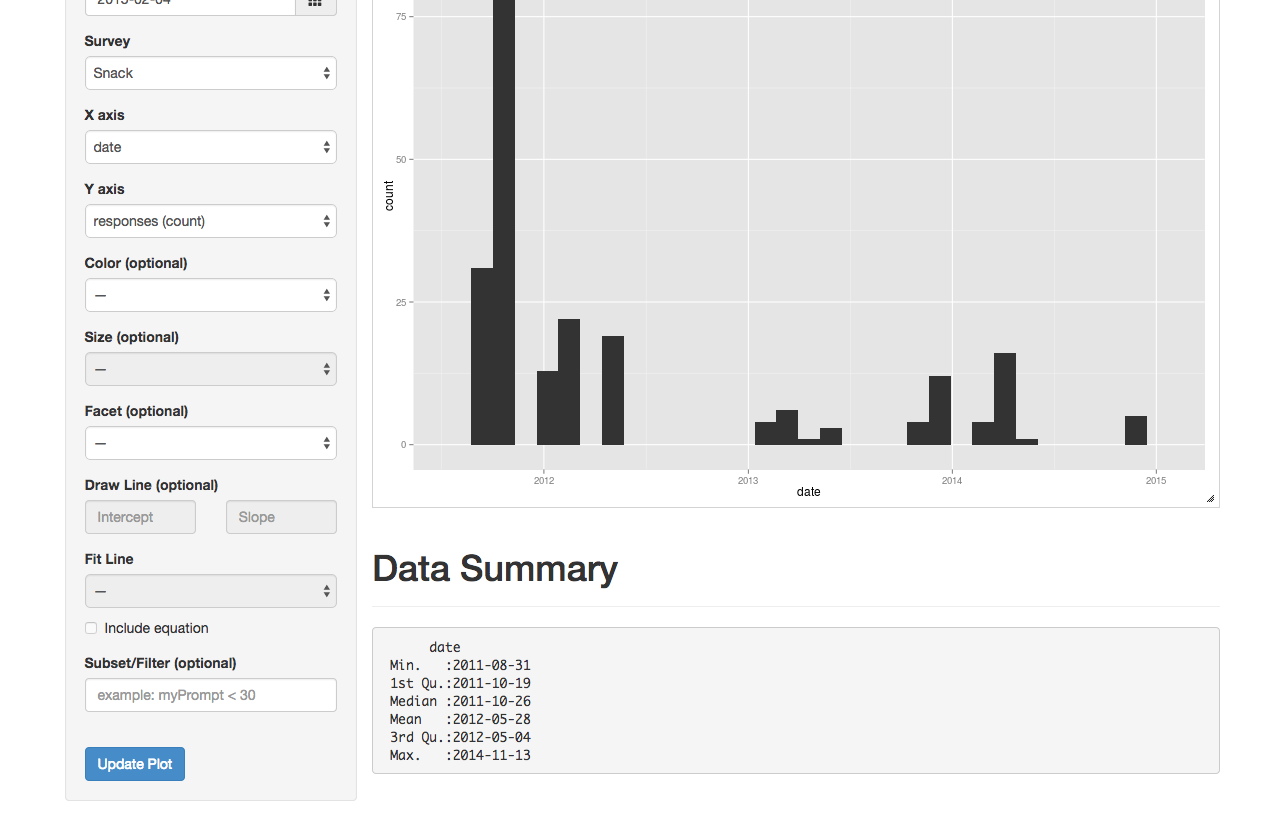 2015-02-04
Survey
Snack
X axis
date
Y axis
responses (count)
Color (optional)
—
Size (optional)
—
Facet (optional)
—
Draw Line (optional)
Intercept Slope
Fit Line
—
Include equation
Subset/Filter (optional)
example: myPrompt < 30
Update Plot
75
50
25
0
count
2012 2013 2014 2015
date
Data Summary
date
Min.   :2011-08-31
1st Qu.:2011-10-19
Median :2011-10-26
Mean   :2012-05-28
3rd Qu.:2012-05-04
Max.   :2014-11-13